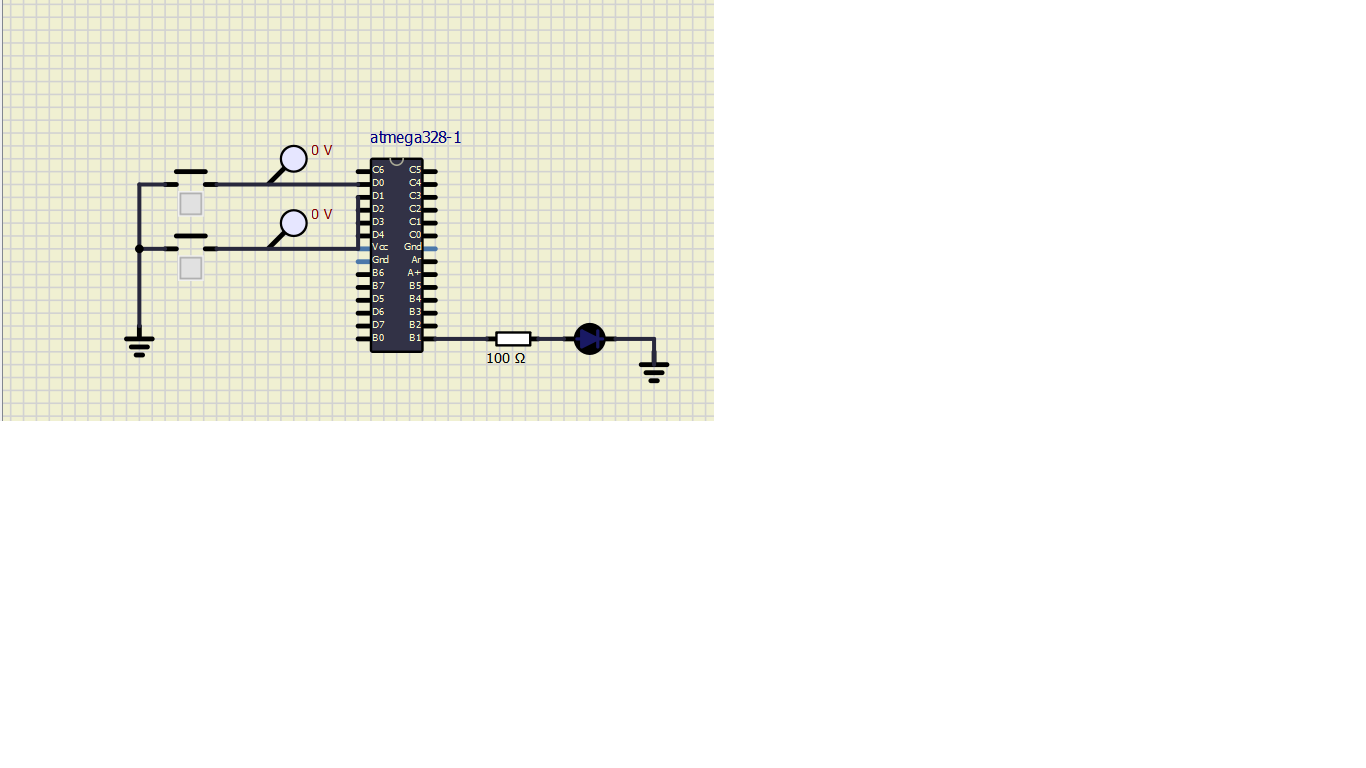 atmega328-1
0 V
0 V
C6 C5
D0 C4
D1 C3
D2 C2
D3 C1
D4 C0
Vcc Gnd
Gnd Ar
B6 A+
B7 B5
D5 B4
D6 B3
D7 B2
B0 B1
100 Ω